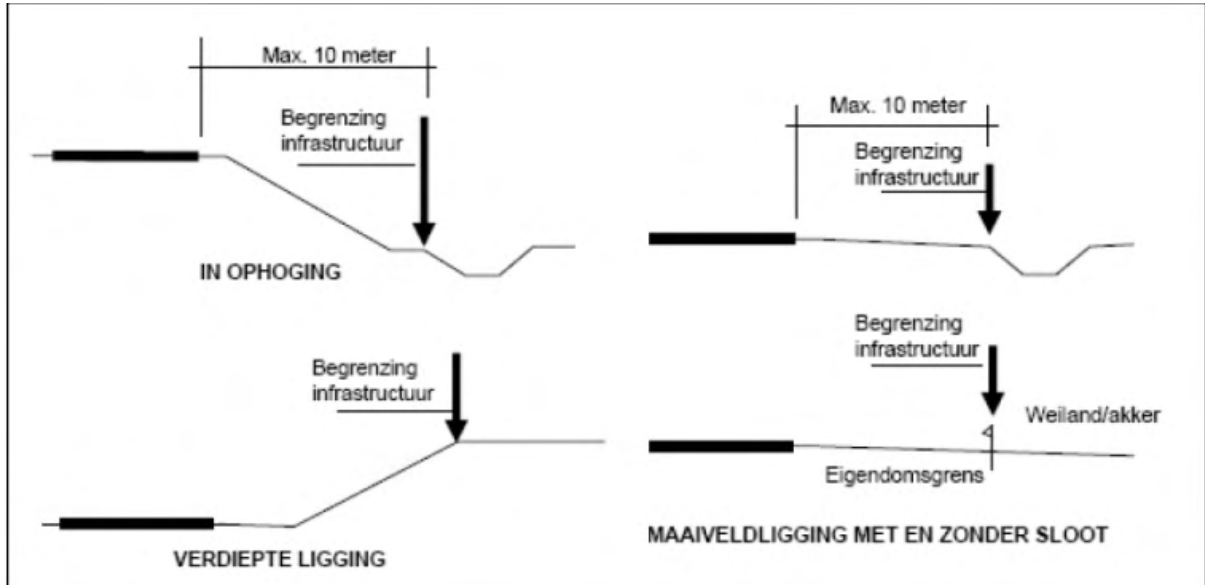 Max. 10 meter
Begrenzing
infrastructuur
IN OPHOGING
Max. 10 meter
Begrenzing
infrastructuur
Begrenzing
infrastructuur
VERDIEPTE LIGGING
Begrenzing
infrastructuur
Weiland/akker
Eigendomsgrens
MAAIVELDLIGGING MET EN ZONDER SLOOT